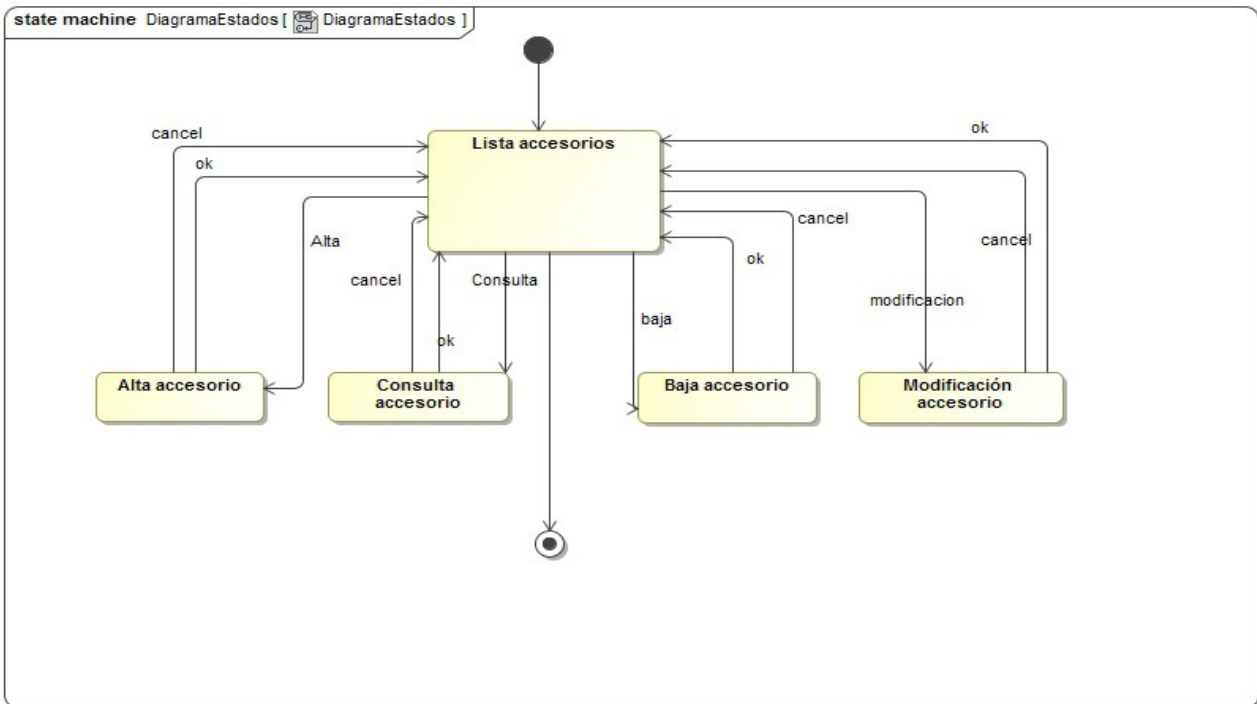 state machine DiagramaEstados [ DiagramaEstados ]
cancel
ok
ok
Lista accesorios
cancel
Alta
cancel
ok
cancel
Consulta
modificacion
baja
ok
Alta accesorio
Consulta
accesorio
Baja accesorio
Modificación
accesorio